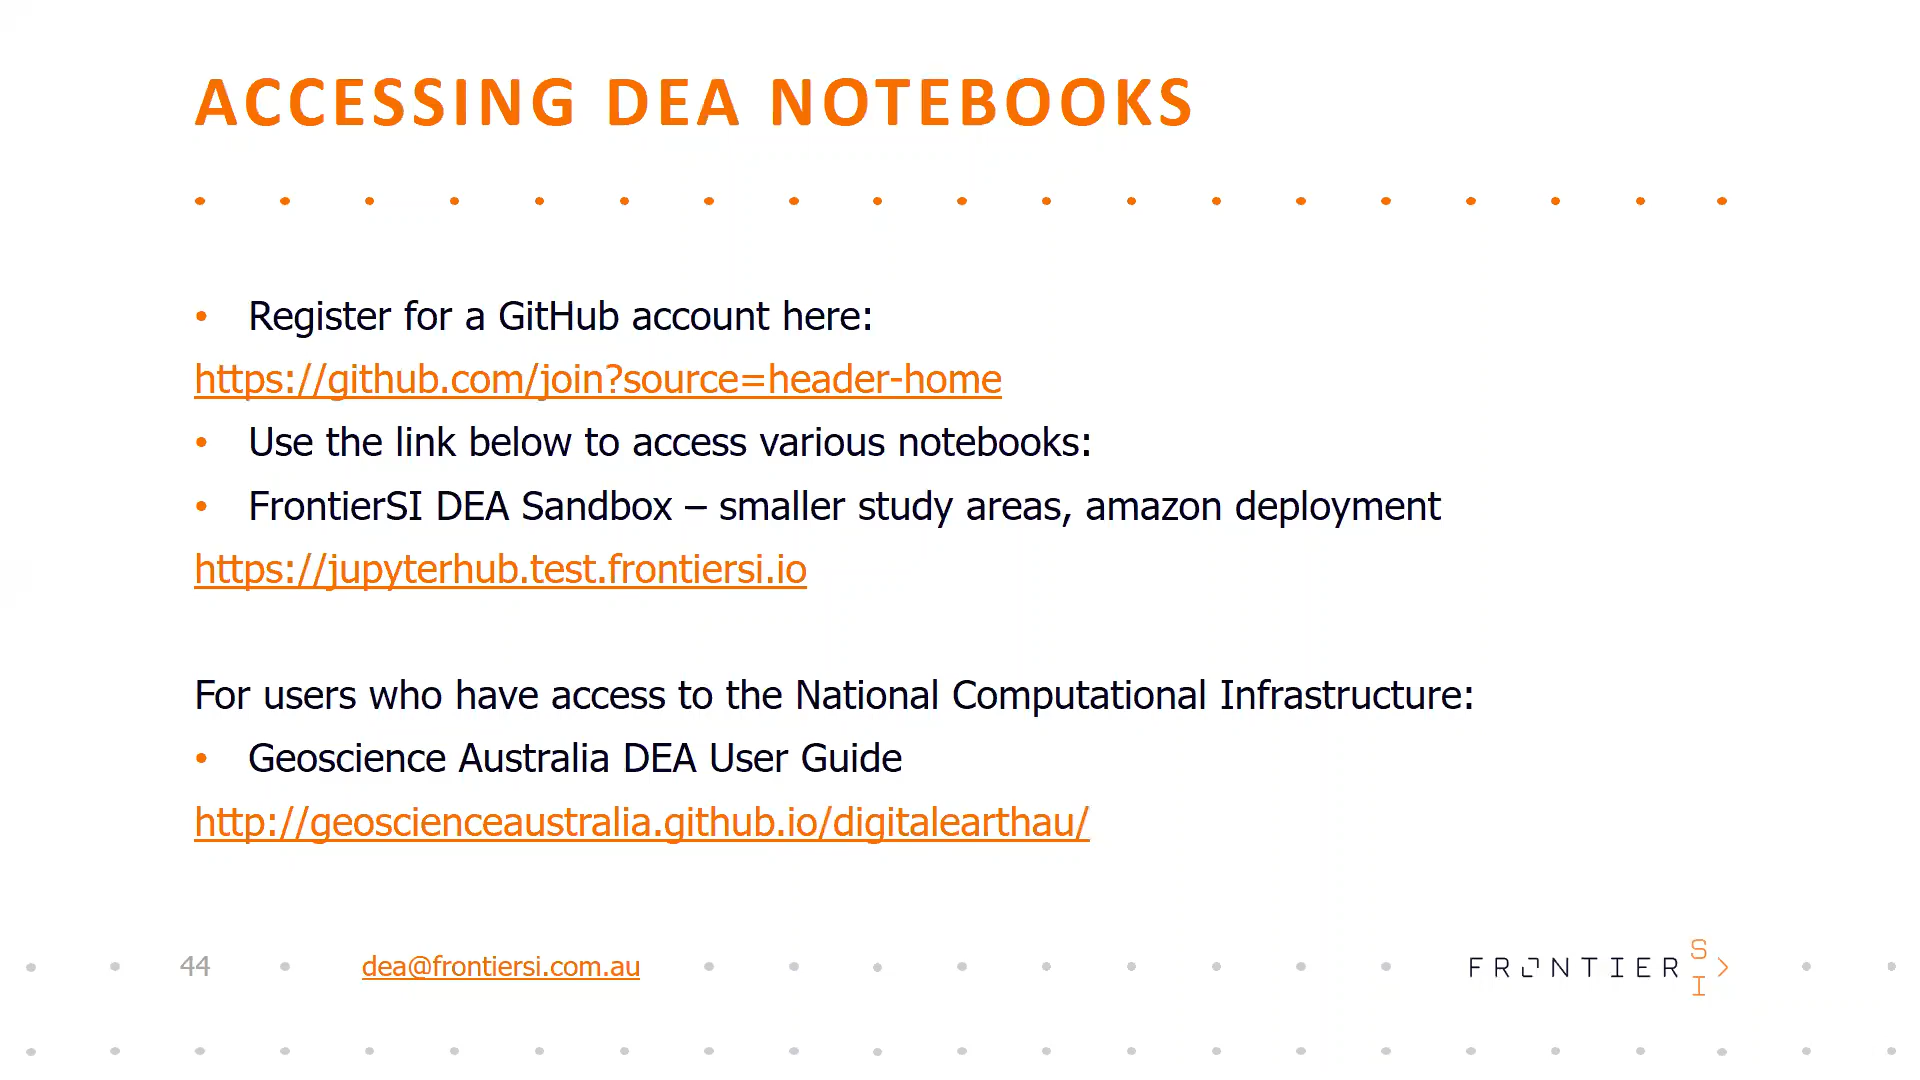 ACCESSING DEA NOTEBOOKS
• Register for a GitHub account here:
https://github.com/join?source=header-home
• Use the link below to access various notebooks:
• FrontierSI DEA Sandbox – smaller study areas, amazon deployment
https://jupyterhub.test.frontiersi.io
For users who have access to the National Computational Infrastructure:
• Geoscience Australia DEA User Guide
http://geoscienceaustralia.github.io/digitalearthau/
44
dea@frontiersi.com.au
FRONTIER SI